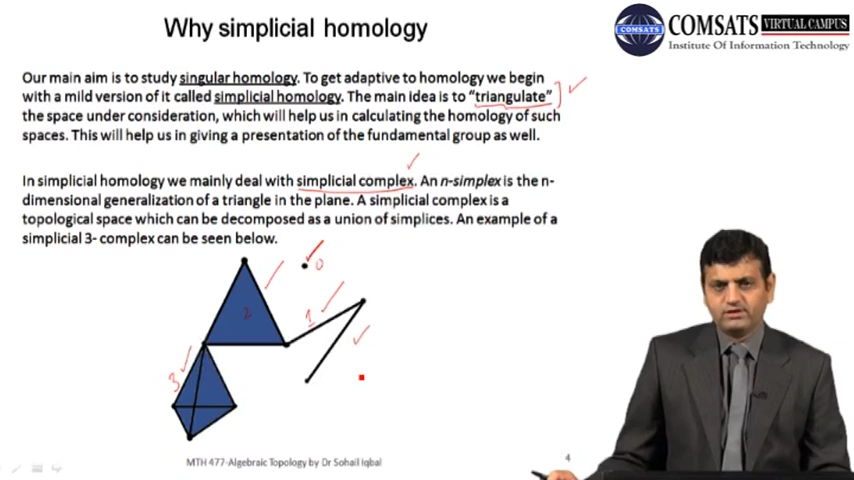 Why simplicial homology
COMSATS
COMSATS VIRTUAL CAMPUS
Institute Of Information Technology
Our main aim is to study singular homology. To get adaptive to homology we begin
with a mild version of it called simplicial homology. The main idea is to “triangulate”
the space under consideration, which will help us in calculating the homology of such
spaces. This will help us in giving a presentation of the fundamental group as well.
In simplicial homology we mainly deal with simplicial complex. An n-simplex is the n-
dimensional generalization of a triangle in the plane. A simplicial complex is a
topological space which can be decomposed as a union of simplices. An example of a
simplicial 3- complex can be seen below.
0
2
1
3
MTH 477-Algebraic Topology by Dr Sohail Iqbal
4